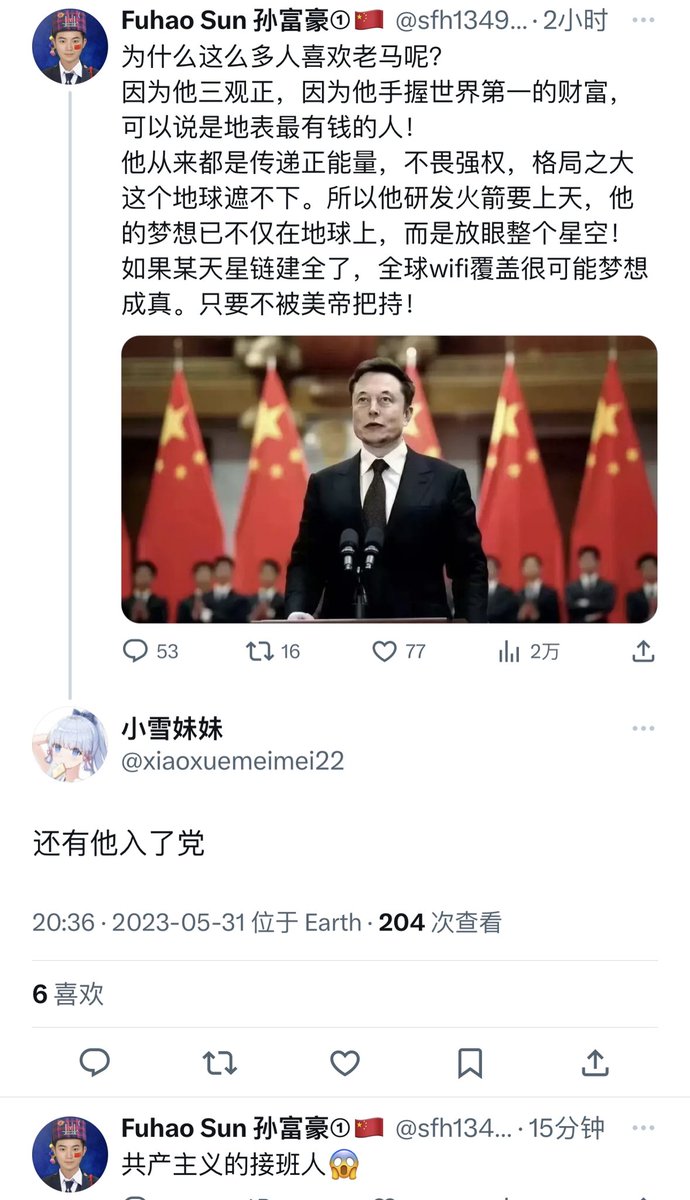 Fuhao Sun 孙富豪①🇨🇳 @sfh1349... · 2小时
为什么这么多人喜欢老马呢?
因为他三观正，因为他手握世界第一的财富，
可以说是地表最有钱的人！
他从来都是传递正能量，不畏强权，格局之大
这个地球遮不下。所以他研发火箭要上天，他
的梦想已不仅在地球上，而是放眼整个星空！
如果某天星链建全了，全球wifi覆盖很可能梦想
成真。只要不被美帝把持！
53 16 77 2万
小雪妹妹
@xiaoxuemeimei22
还有他入了党
20:36 · 2023-05-31 位于 Earth · 204 次查看
6 喜欢
Fuhao Sun 孙富豪①🇨🇳 @sfh134... · 15分钟
共产主义的接班人😱